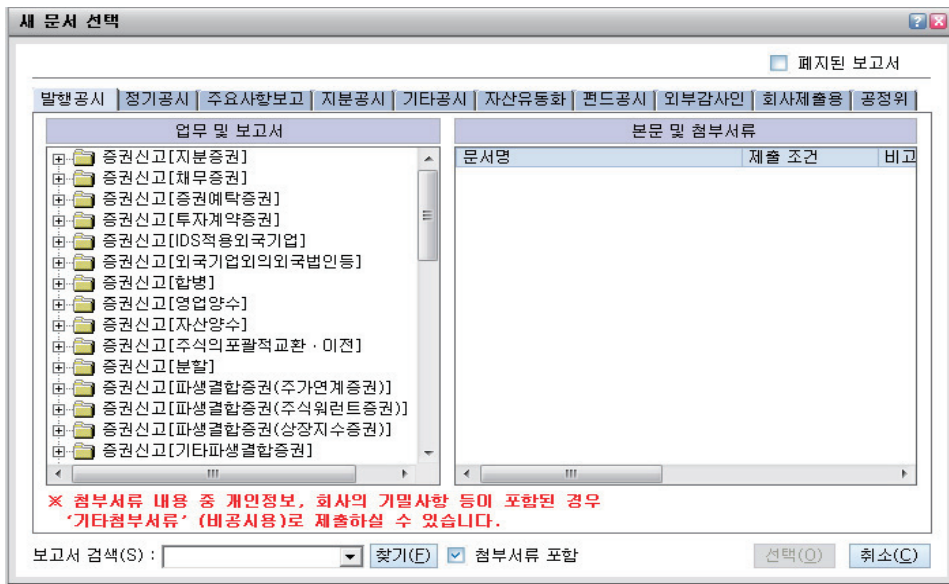 새 문서 선택
폐지된 보고서
발행공시 정기공시 주요사항보고 지분공시 기타공시 자산유동화 펀드공시 외부감사인 회사제출용 공정위
업무 및 보고서
본문 및 첨부서류
문서명 제출 조건 비고
증권신고[지분증권]
증권신고[채무증권]
증권신고[증권예탁증권]
증권신고[투자계약증권]
증권신고[IDS적용외국기업]
증권신고[외국기업외의외국법인등]
증권신고[합병]
증권신고[영업양수]
증권신고[자산양수]
증권신고[주식의포괄적교환·이전]
증권신고[분할]
증권신고[파생결합증권(주가연계증권)]
증권신고[파생결합증권(주식워런트증권)]
증권신고[파생결합증권(상장지수증권)]
증권신고[기타파생결합증권]
※ 첨부서류 내용 중 개인정보, 회사의 기밀사항 등이 포함된 경우
‘기타첨부서류’ (비공시용)로 제출하실 수 있습니다.
보고서 검색(S) : 찾기(F) 첨부서류 포함 선택(O) 취소(C)